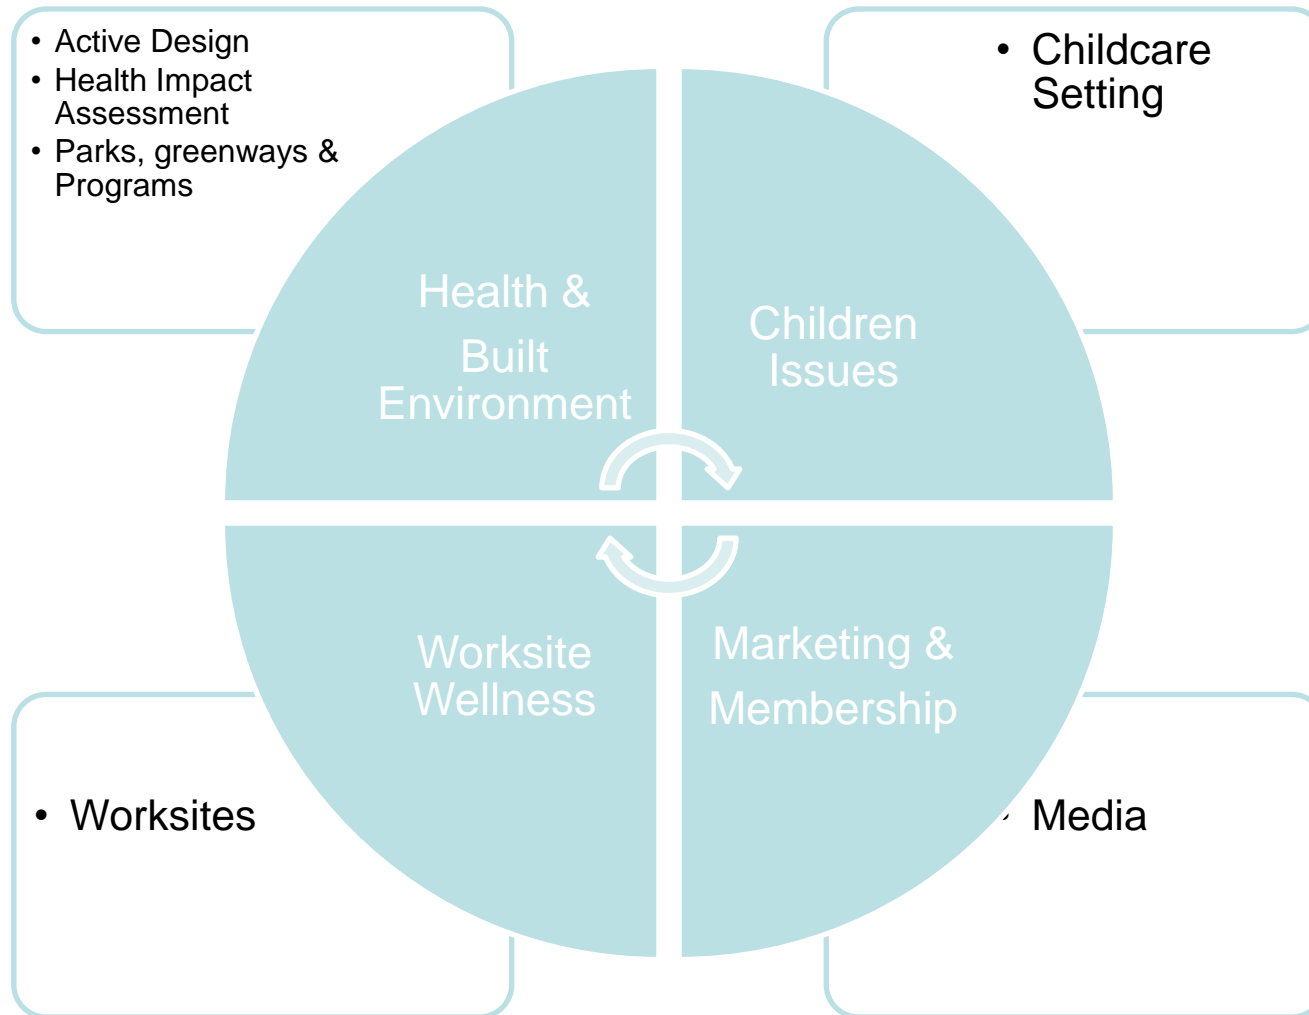 • Active Design
• Health Impact
Assessment
• Parks, greenways &
Programs
• Childcare
Setting
Health &
Built
Environment
Children
Issues
Worksite
Wellness
Marketing &
Membership
• Worksites
• Media